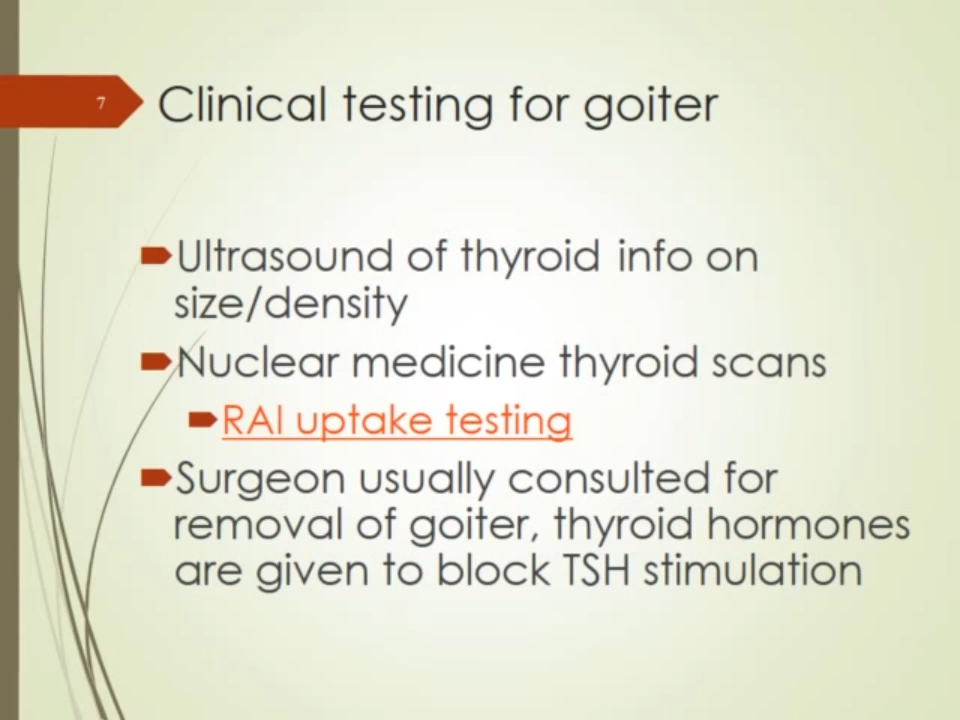 7
Clinical testing for goiter
Ultrasound of thyroid info on
size/density
Nuclear medicine thyroid scans
RAI uptake testing
Surgeon usually consulted for
removal of goiter, thyroid hormones
are given to block TSH stimulation